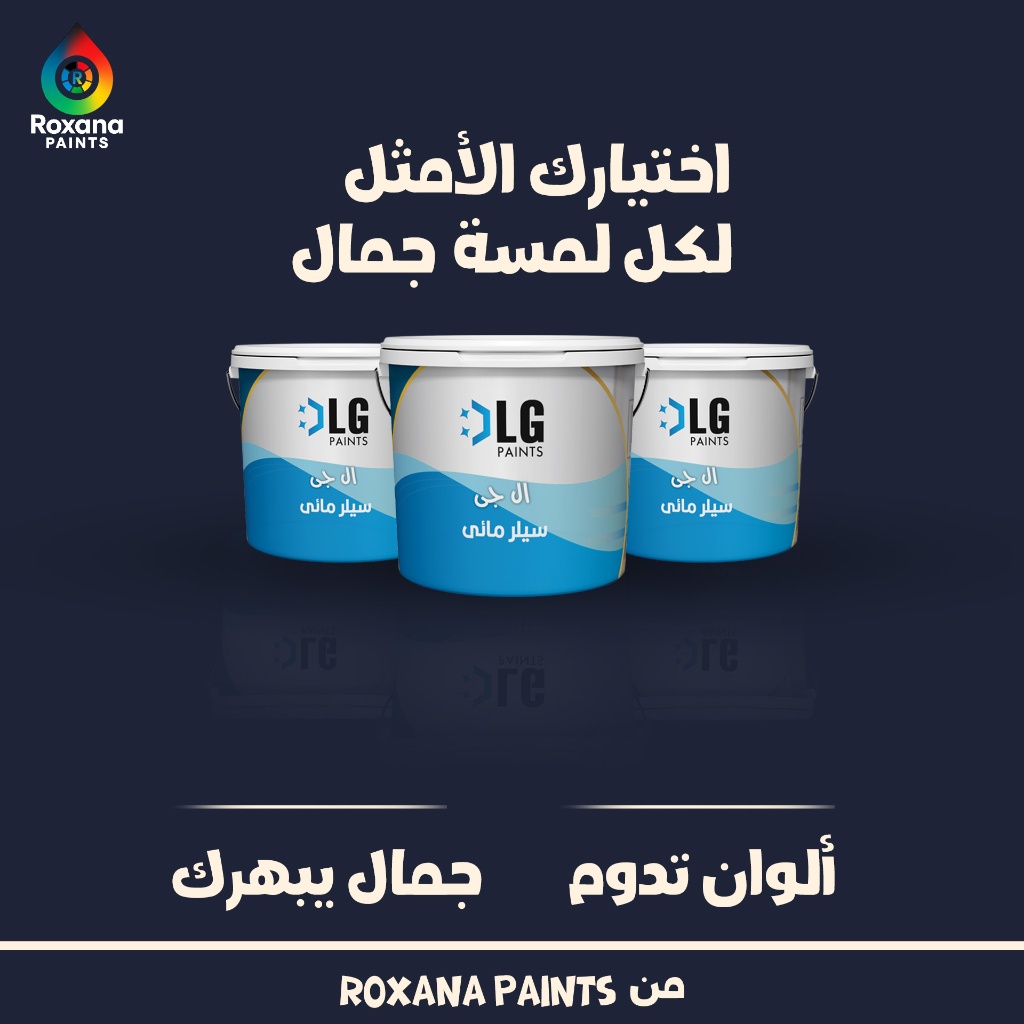 Roxana
PAINTS
اختيارك الأمثل
لكل لمسة جمال
LG
PAINTS
ال جى
سيلر مائى
LG
PAINTS
ال جى
سيلر مائى
LG
PAINTS
ال جى
سيلر مائى
ألوان تدوم
جمال يبهرك
من ROXANA PAINTS